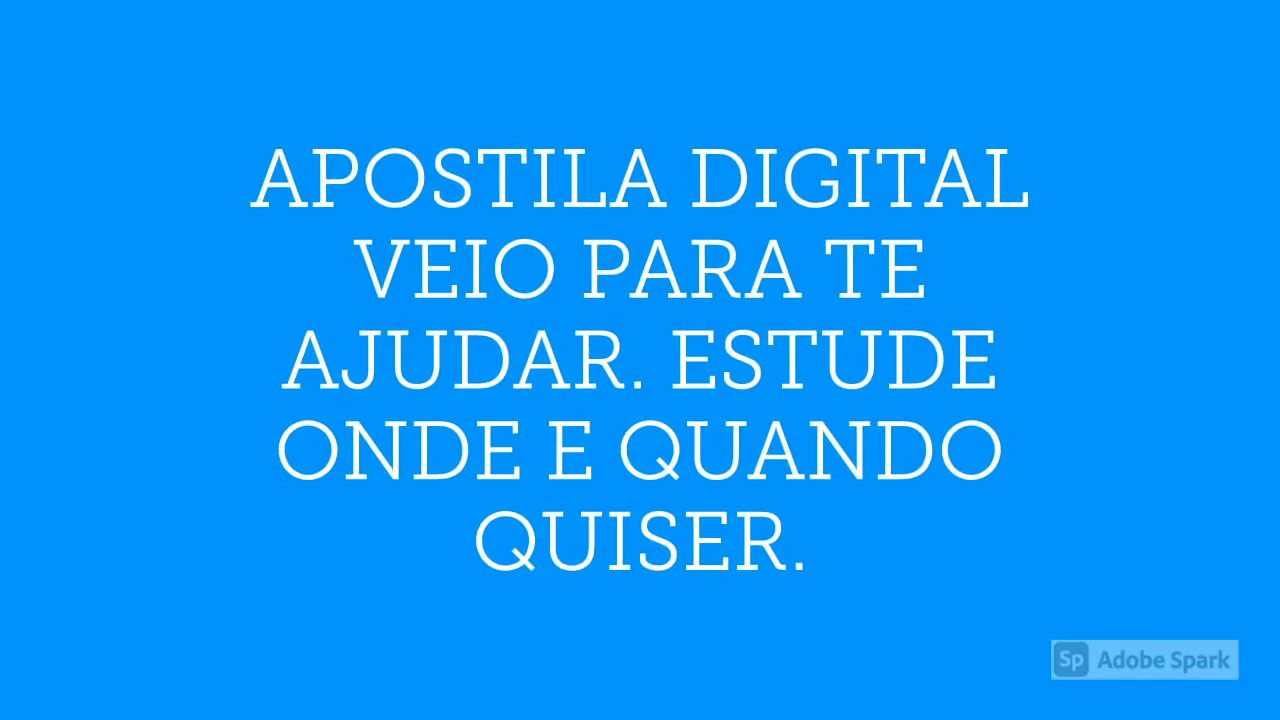 APOSTILA DIGITAL
VEIO PARA TE
AJUDAR. ESTUDE
ONDE E QUANDO
QUISER.
Sp Adobe Spark